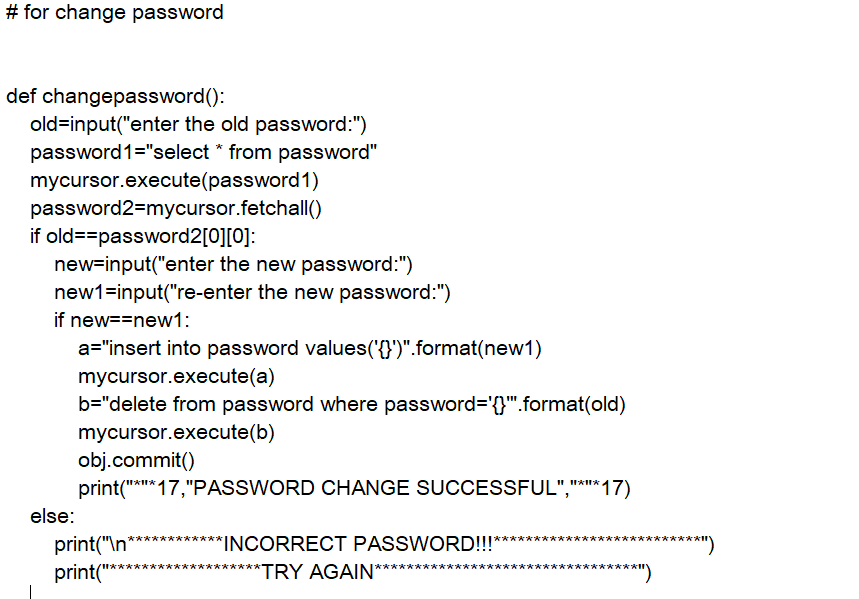 # for change password
def changepassword():
old=input("enter the old password:")
password1="select * from password"
mycursor.execute(password1)
password2=mycursor.fetchall()
if old==password2[0][0]:
new=input("enter the new password:")
new1=input("re-enter the new password:")
if new==new1:
a="insert into password values('{}')".format(new1)
mycursor.execute(a)
b="delete from password where password='{}'".format(old)
mycursor.execute(b)
obj.commit()
print("*"*17,"PASSWORD CHANGE SUCCESSFUL","*"*17)
else:
print("\n************INCORRECT PASSWORD!!!**************************")
print("*******************TRY AGAIN*********************************")